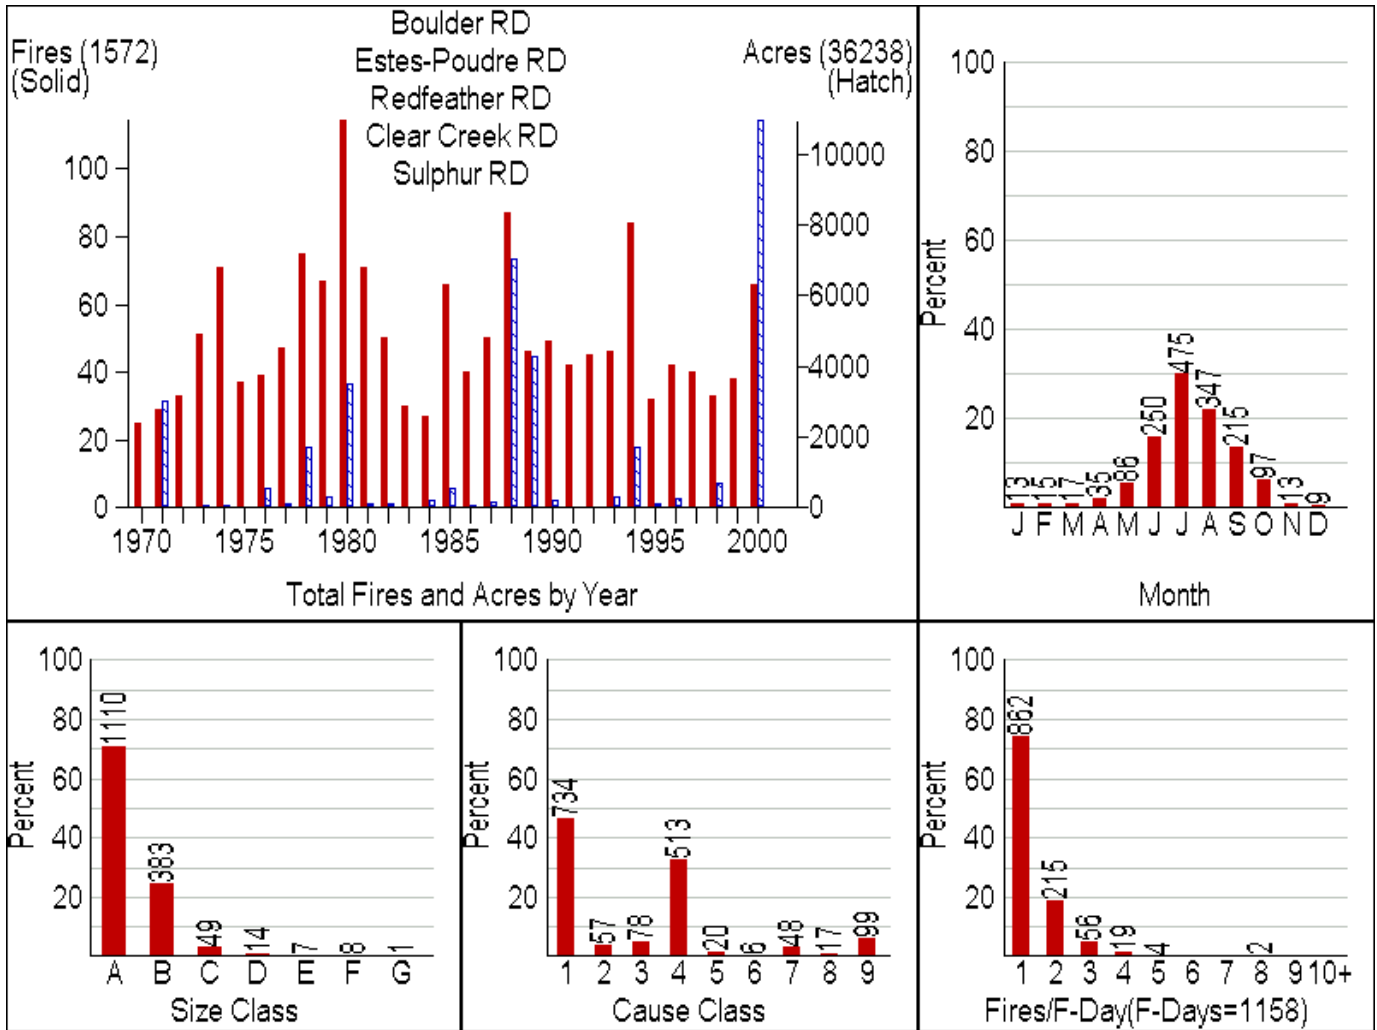 Boulder RD
Estes-Poudre RD
Redfeather RD
Clear Creek RD
Sulphur RD
Fires (1572)
(Solid)
Acres (36238)
(Hatch)
100
80
60
40
20
0
10000
8000
6000
4000
2000
0
1970 1975 1980 1985 1990 1995 2000
Total Fires and Acres by Year
100
80
60
40
20
Percent
13 15 17 35 86 250 475 347 215 97 13 9
J F M A M J J A S O N D
Month
100
80
60
40
20
Percent
1110 383 49 14 7 8 1
A B C D E F G
Size Class
100
80
60
40
20
Percent
734 57 78 513 20 6 48 17 99
1 2 3 4 5 6 7 8 9
Cause Class
100
80
60
40
20
Percent
862 215 56 19 4 2
1 2 3 4 5 6 7 8 9 10+
Fires/F-Day(F-Days=1158)